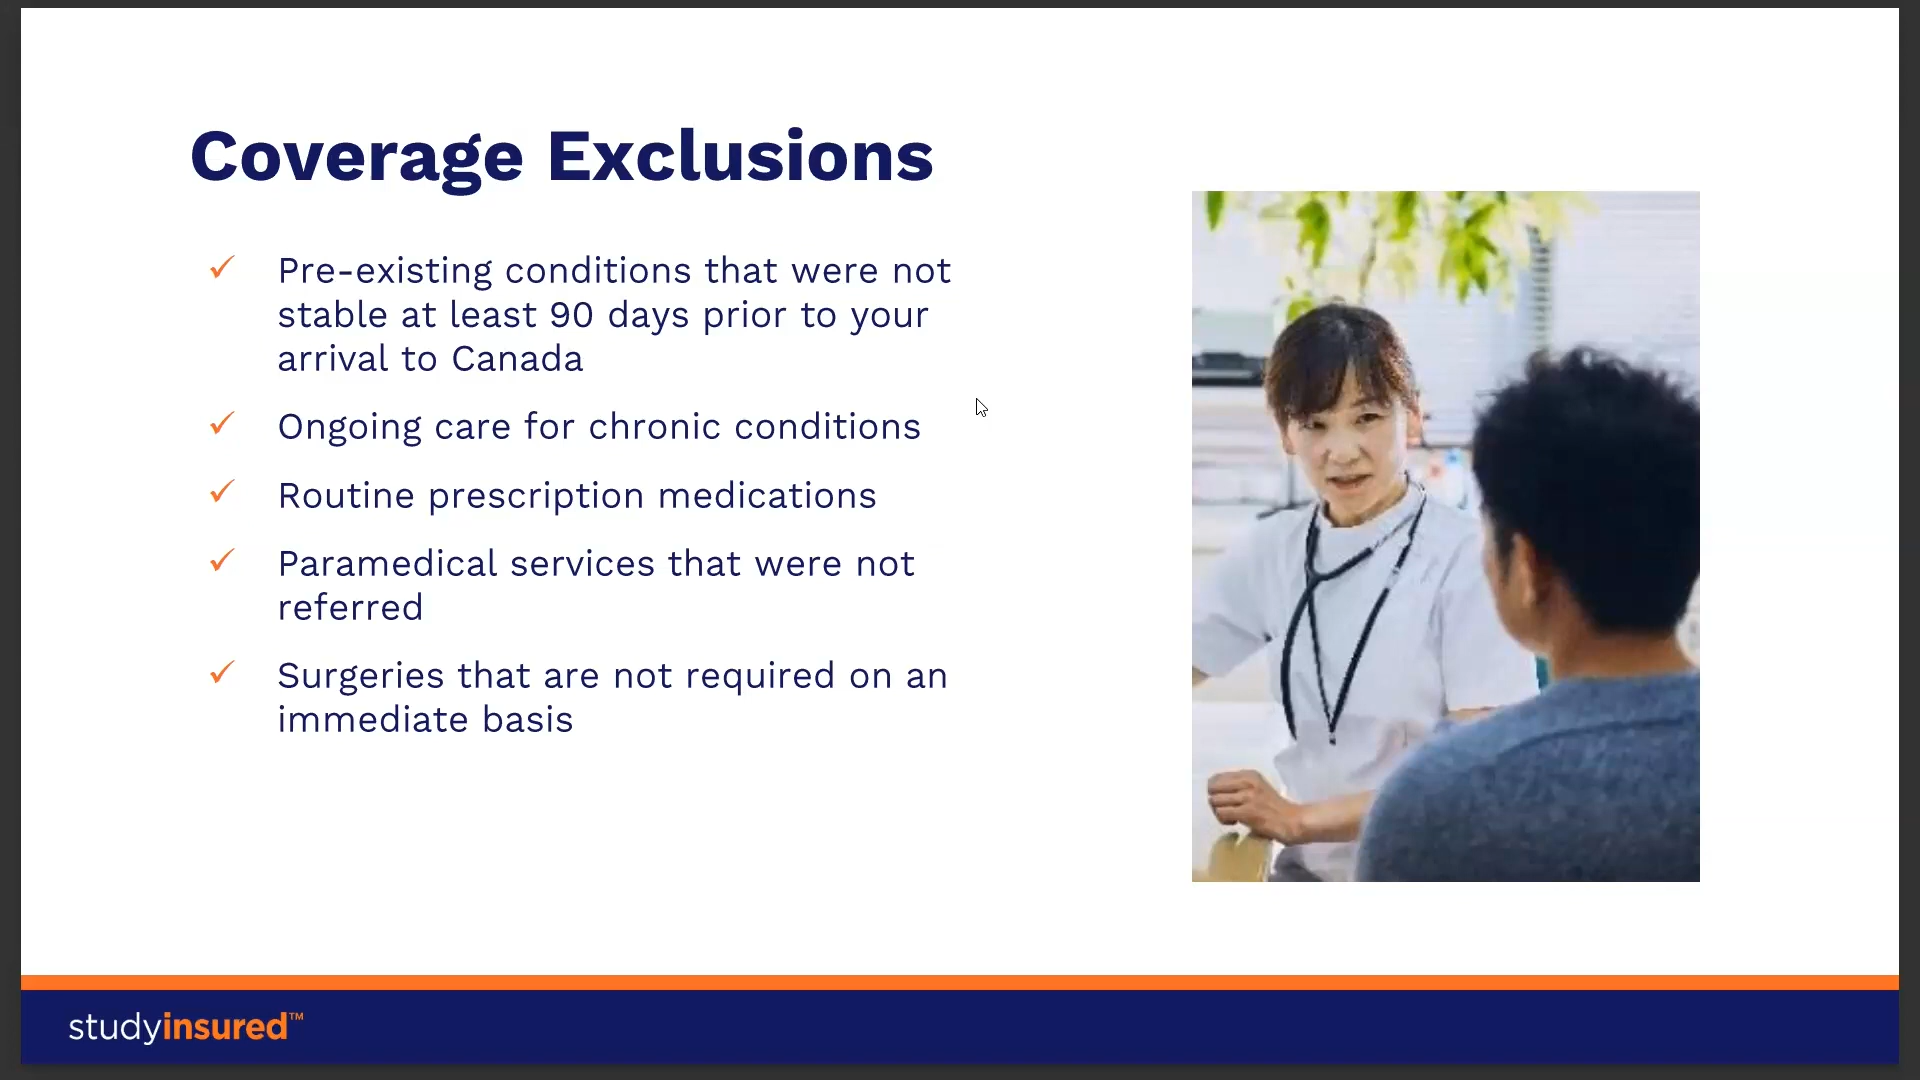 Coverage Exclusions
Pre-existing conditions that were not
stable at least 90 days prior to your
arrival to Canada
Ongoing care for chronic conditions
Routine prescription medications
Paramedical services that were not
referred
Surgeries that are not required on an
immediate basis
studyinsured™